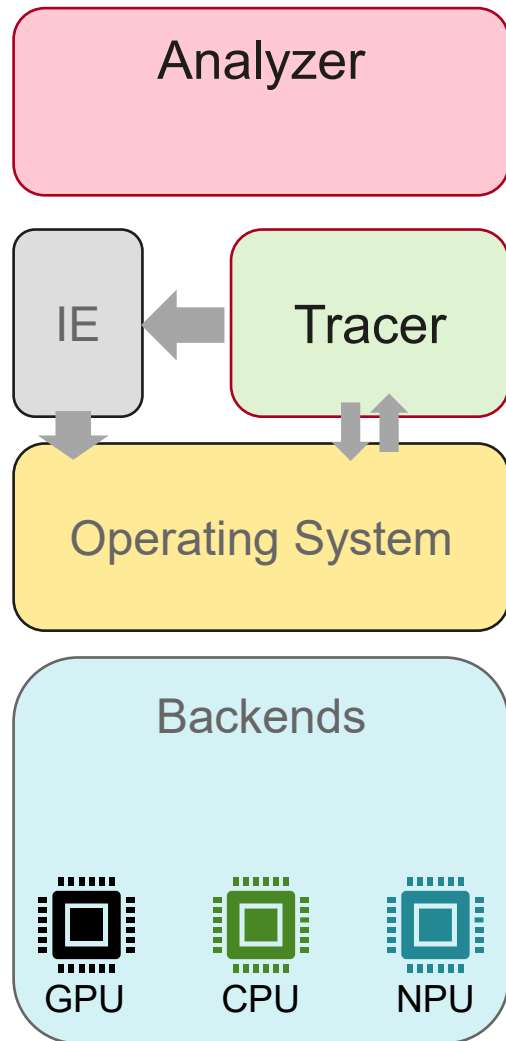 Analyzer
IE
Tracer
Operating System
Backends
GPU
CPU
NPU